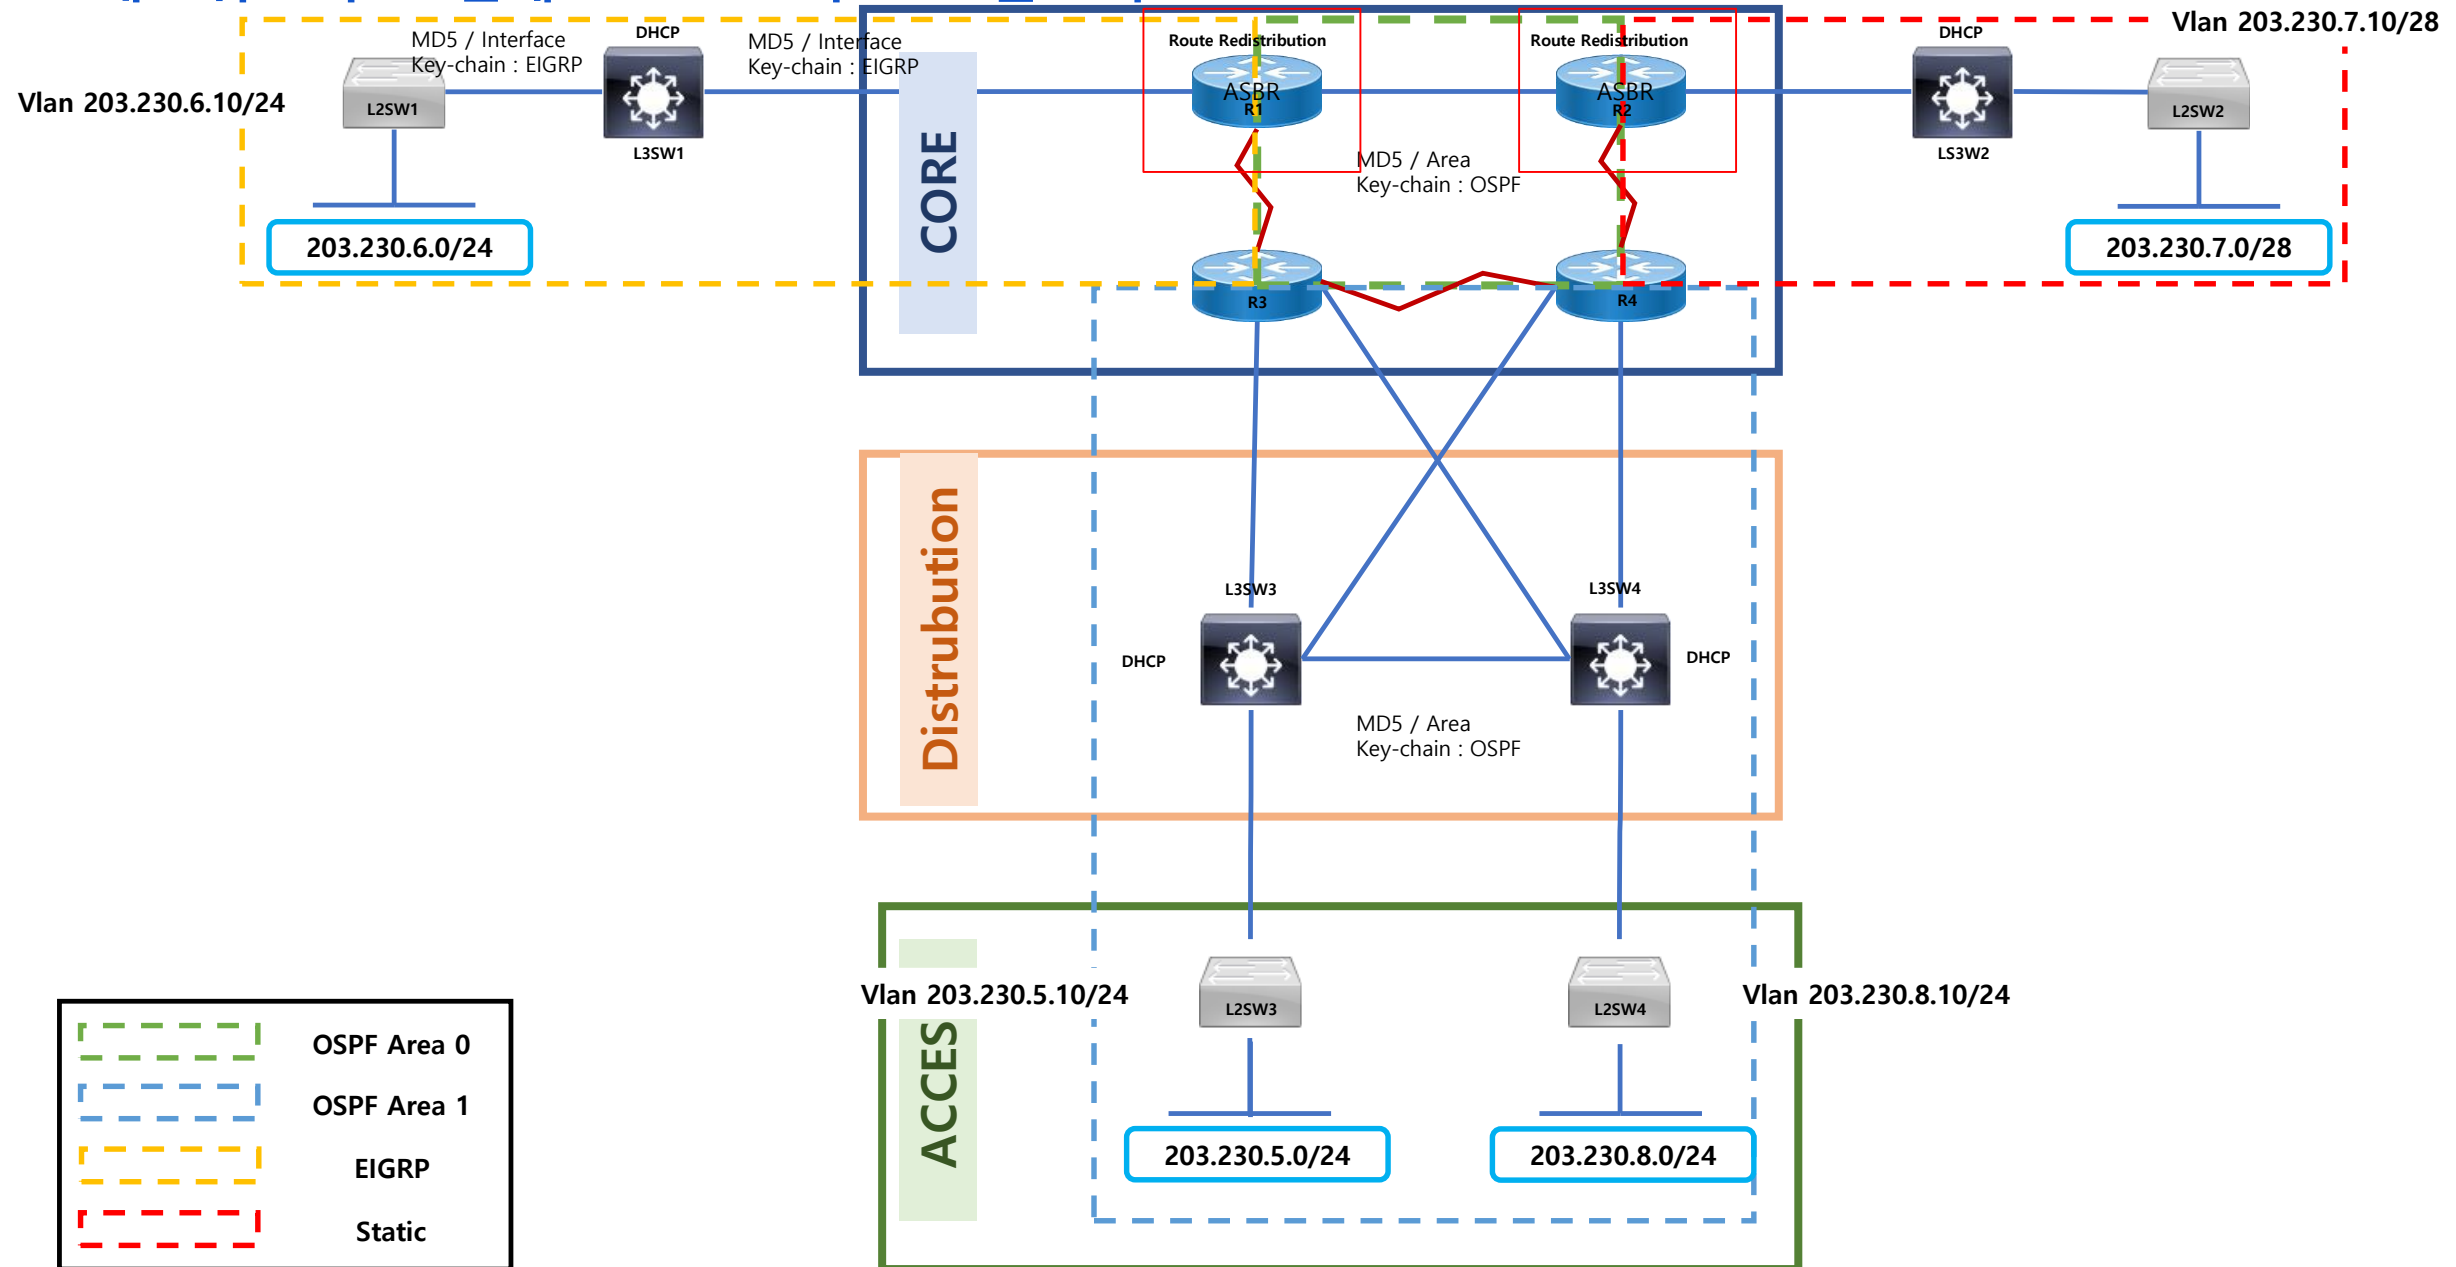 Vlan 203.230.7.10/28
MD5 / Interface
Key-chain : EIGRP
DHCP
MD5 / Interface
Key-chain : EIGRP
Route Redistribution
Route Redistribution
DHCP
Vlan 203.230.6.10/24
L2SW1
L3SW1
ASBR
R1
ASBR
R2
LS3W2
L2SW2
CORE
MD5 / Area
Key-chain : OSPF
203.230.6.0/24
203.230.7.0/28
R3
R4
Distrubution
L3SW3
L3SW4
DHCP
DHCP
MD5 / Area
Key-chain : OSPF
ACCES
Vlan 203.230.5.10/24
L2SW3
L2SW4
Vlan 203.230.8.10/24
203.230.5.0/24
203.230.8.0/24
OSPF Area 0
OSPF Area 1
EIGRP
Static